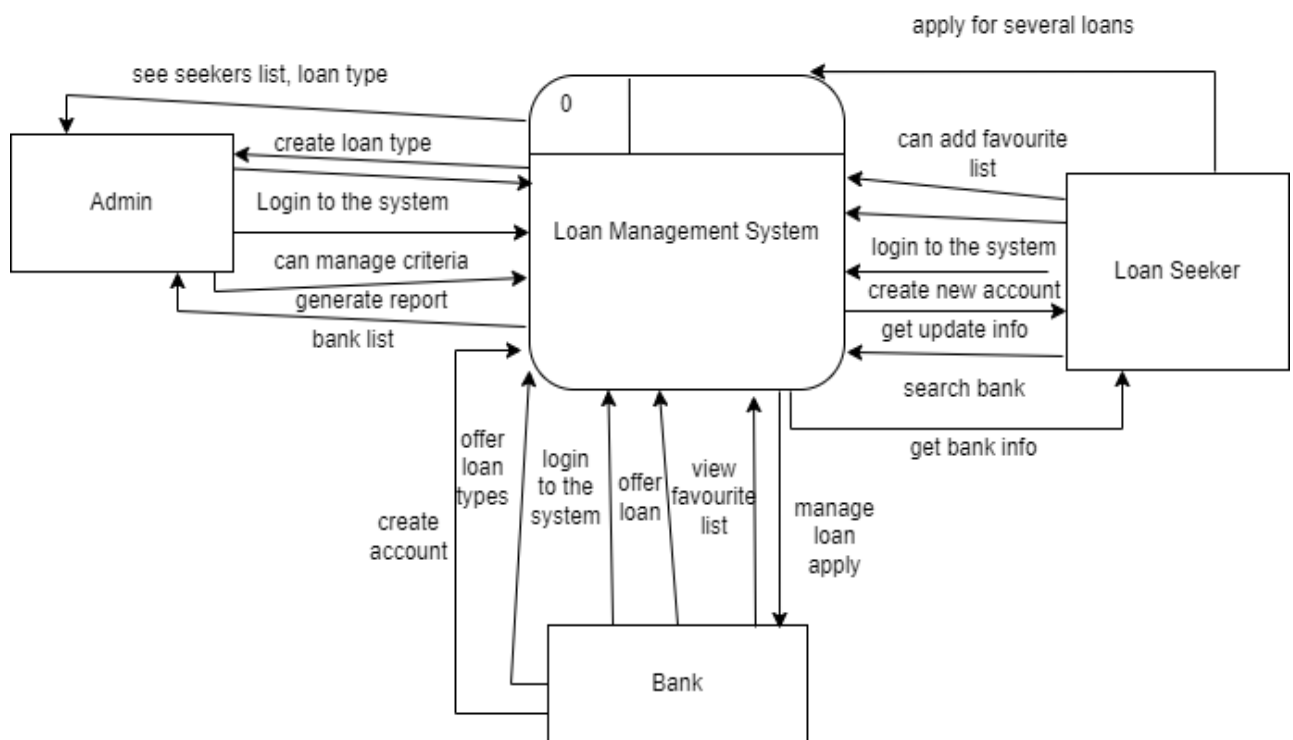 apply for several loans
see seekers list, loan type
0
create loan type
can add favourite
list
Admin
Login to the system
Loan Management System
login to the system
can manage criteria
Loan Seeker
create new account
generate report
get update info
bank list
search bank
get bank info
offer
loan
types
login
to the
system
offer
loan
view
favourite
list
manage
loan
apply
create
account
Bank